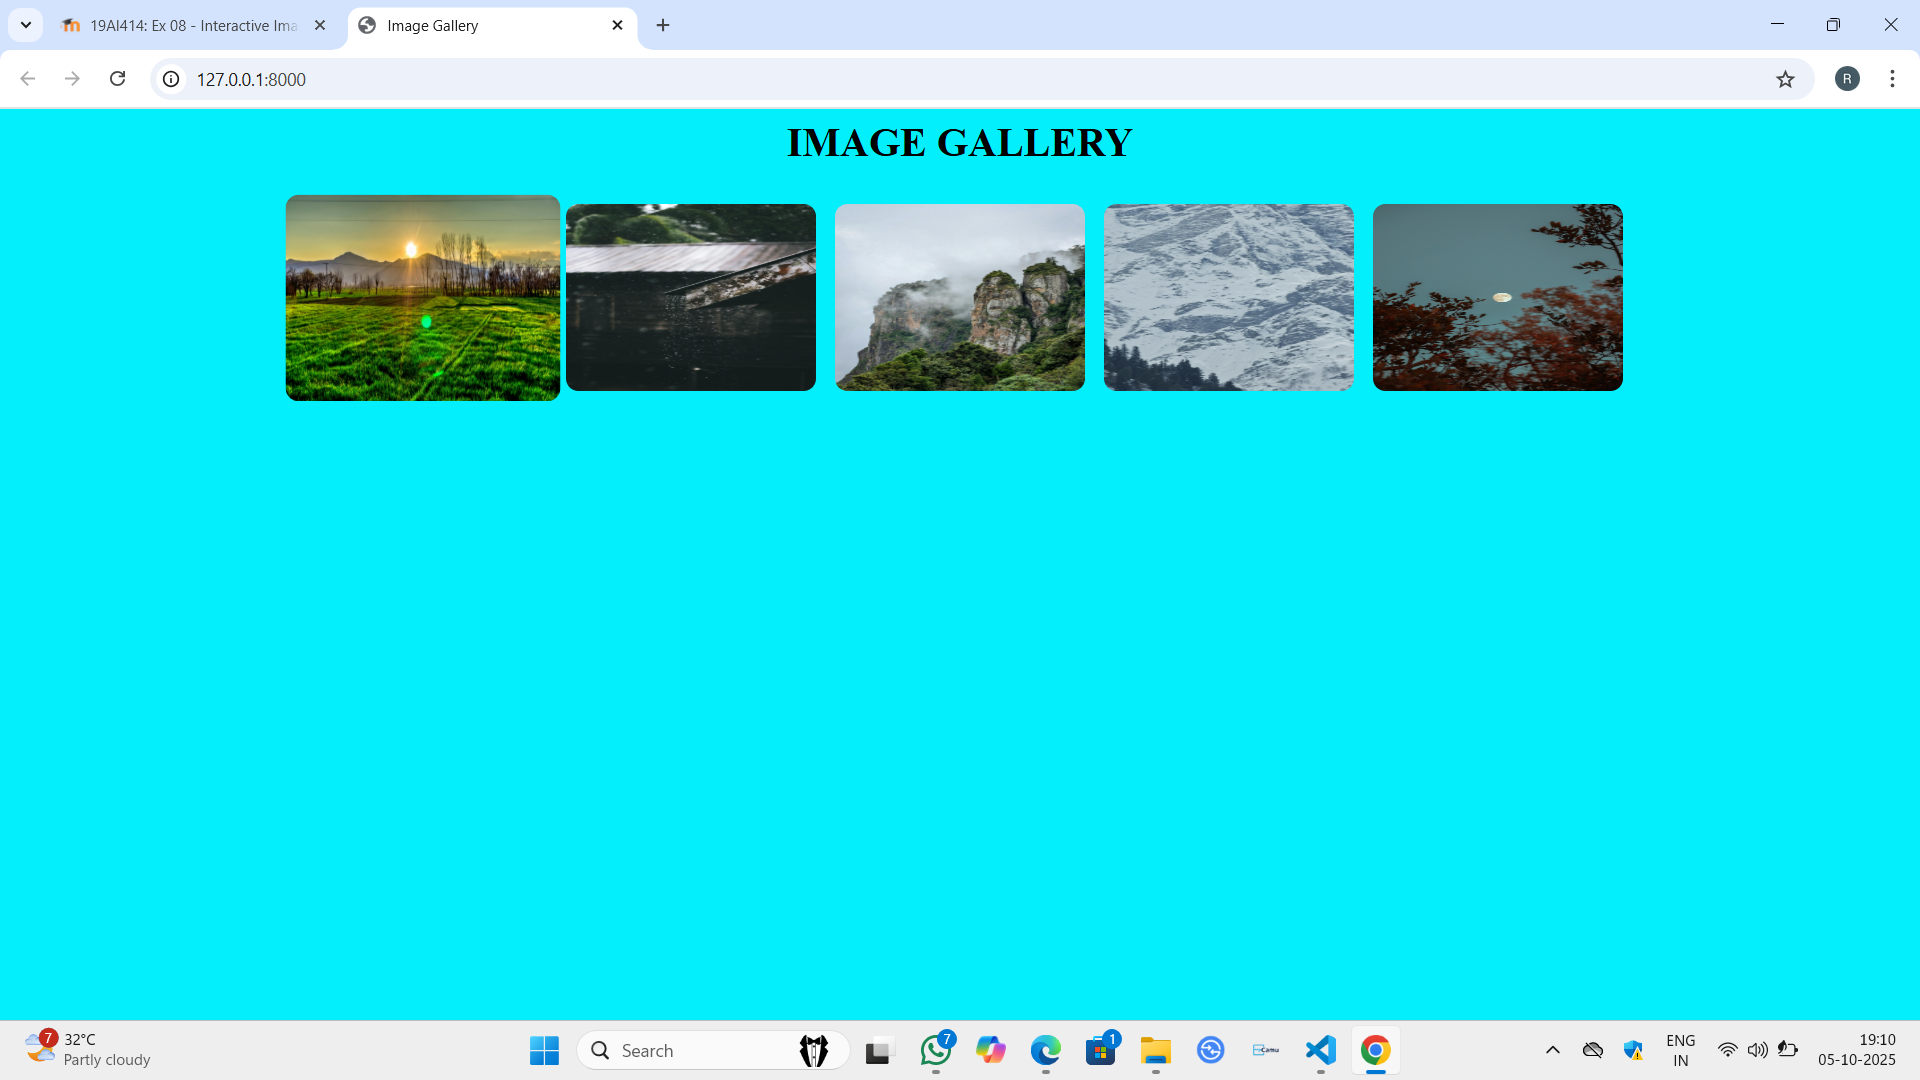 19AI414: Ex 08 - Interactive Ima
Image Gallery
127.0.0.1:8000
R
IMAGE GALLERY
7
32°C
Partly cloudy
Search
7
1
Camu
ENG
IN
19:10
05-10-2025